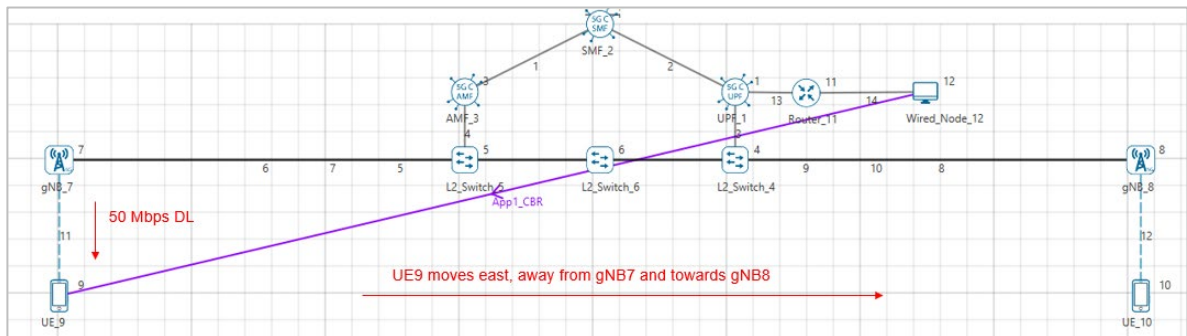 5G C
SMF
SMF_2
1
2
5G C
AMF
3
5G C
UPF
1
11
12
13
14
AMF_3
UPF_1
Router_11
Wired_Node_12
4
3
7
5
6
4
8
6
7
5
9
10
8
gNB_7
L2_Switch_5
L2_Switch_6
L2_Switch_4
gNB_8
App1_CBR
50 Mbps DL
11
12
UE9 moves east, away from gNB7 and towards gNB8
9
10
UE_9
UE_10